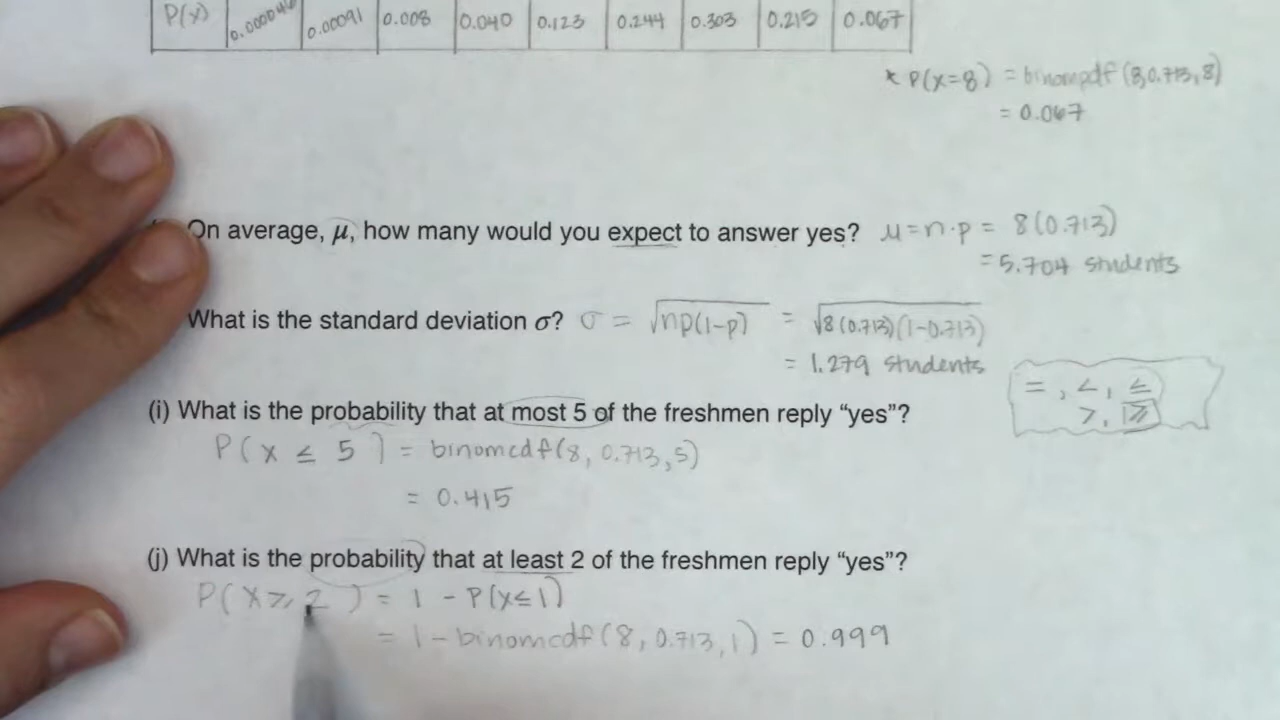 P(x) 0.000046 0.00091 0.008 0.040 0.123 0.244 0.303 0.215 0.067
* P(x=8) = binompdf(8,0.713,8)
= 0.067
On average, μ, how many would you expect to answer yes? μ = n·p = 8(0.713)
= 5.704 students
What is the standard deviation σ? σ = √np(1-p) = √8(0.713)(1-0.713)
= 1.279 students
=, <, ≤
>, ≥
(i) What is the probability that at most 5 of the freshmen reply “yes”?
P(x ≤ 5) = binomcdf(8, 0.713, 5)
= 0.415
(j) What is the probability that at least 2 of the freshmen reply “yes”?
P(x ≥ 2) = 1 - P(x ≤ 1)
= 1 - binomcdf(8, 0.713, 1) = 0.999